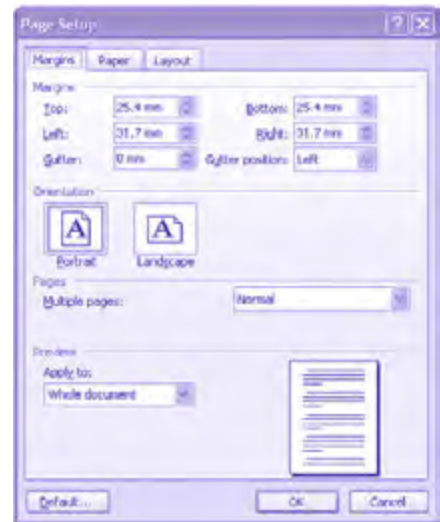 Page Setup
Margins Paper Layout
Margins
Top: 25.4 mm Bottom: 25.4 mm
Left: 31.7 mm Right: 31.7 mm
Gutter: 0 mm Gutter position: Left
Orientation
A A
Portrait Landscape
Pages
Multiple pages: Normal
Preview
Apply to:
Whole document
Default... OK Cancel